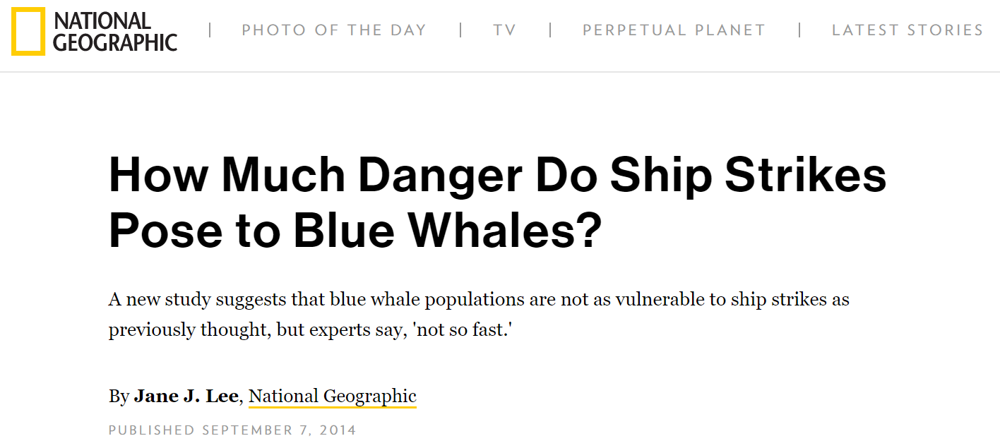 NATIONAL
GEOGRAPHIC
PHOTO OF THE DAY
TV
PERPETUAL PLANET
LATEST STORIES
How Much Danger Do Ship Strikes
Pose to Blue Whales?
A new study suggests that blue whale populations are not as vulnerable to ship strikes as
previously thought, but experts say, 'not so fast.'
By Jane J. Lee, National Geographic
PUBLISHED SEPTEMBER 7, 2014